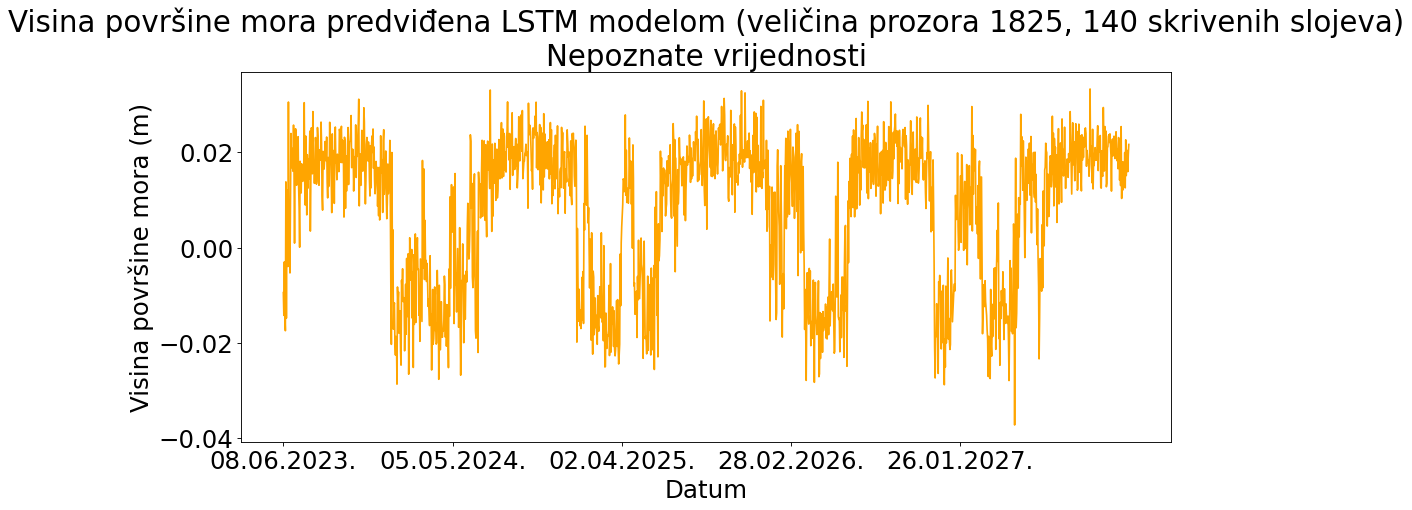 Visina površine mora predviđena LSTM modelom (veličina prozora 1825, 140 skrivenih slojeva)
Nepoznate vrijednosti
Visina površine mora (m)
0.02
0.00
−0.02
−0.04
08.06.2023. 05.05.2024. 02.04.2025. 28.02.2026. 26.01.2027.
Datum